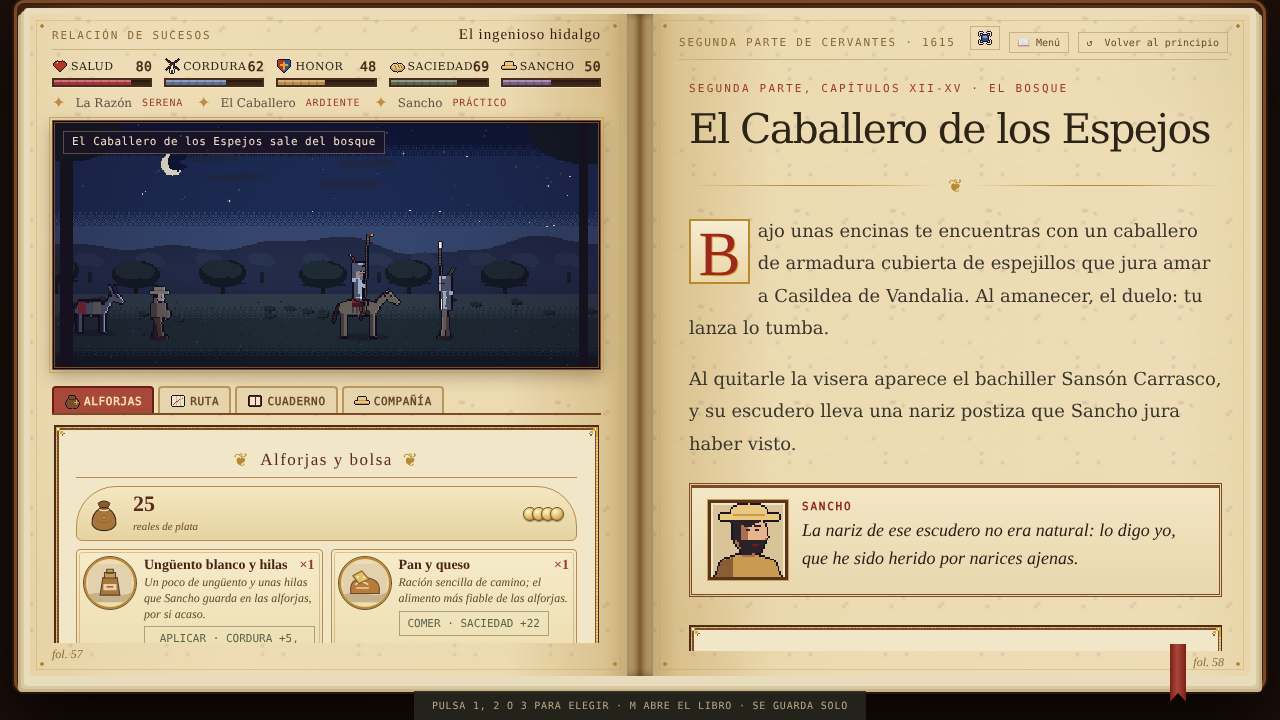 RELACIÓN DE SUCESOS
El ingenioso hidalgo
SALUD 80
CORDURA 62
HONOR 48
SACIEDAD 69
SANCHO 50
La Razón SERENA
El Caballero ARDIENTE
Sancho PRÁCTICO
El Caballero de los Espejos sale del bosque
ALFORJAS
RUTA
CUADERNO
COMPAÑÍA
Alforjas y bolsa
25
reales de plata
Ungüento blanco y hilas ×1
Un poco de ungüento y unas hilas
que Sancho guarda en las alforjas,
por si acaso.
APLICAR · CORDURA +5,
Pan y queso ×1
Ración sencilla de camino; el
alimento más fiable de las alforjas.
COMER · SACIEDAD +22
fol. 57
SEGUNDA PARTE DE CERVANTES · 1615
Menú
↺ Volver al principio
SEGUNDA PARTE, CAPÍTULOS XII-XV · EL BOSQUE
El Caballero de los Espejos
Bajo unas encinas te encuentras con un caballero
de armadura cubierta de espejillos que jura amar
a Casildea de Vandalia. Al amanecer, el duelo: tu
lanza lo tumba.
Al quitarle la visera aparece el bachiller Sansón Carrasco,
y su escudero lleva una nariz postiza que Sancho jura
haber visto.
SANCHO
La nariz de ese escudero no era natural: lo digo yo,
que he sido herido por narices ajenas.
fol. 58
PULSA 1, 2 O 3 PARA ELEGIR · M ABRE EL LIBRO · SE GUARDA SOLO